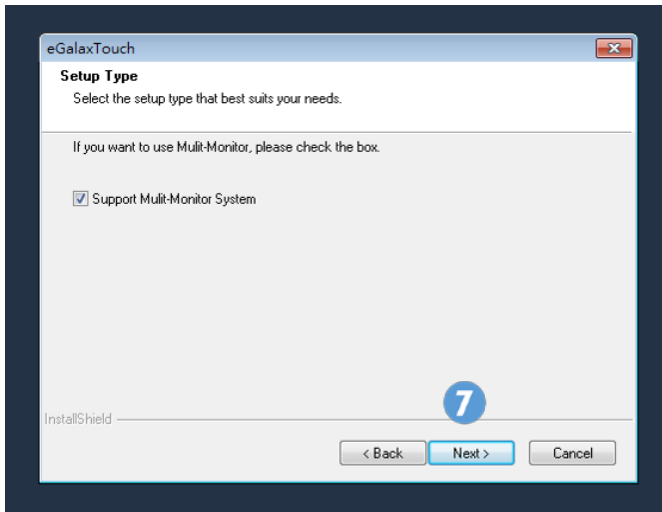 eGalaxTouch
Setup Type
Select the setup type that best suits your needs.
If you want to use Mulit-Monitor, please check the box.
Support Mulit-Monitor System
7
InstallShield
< Back Next > Cancel